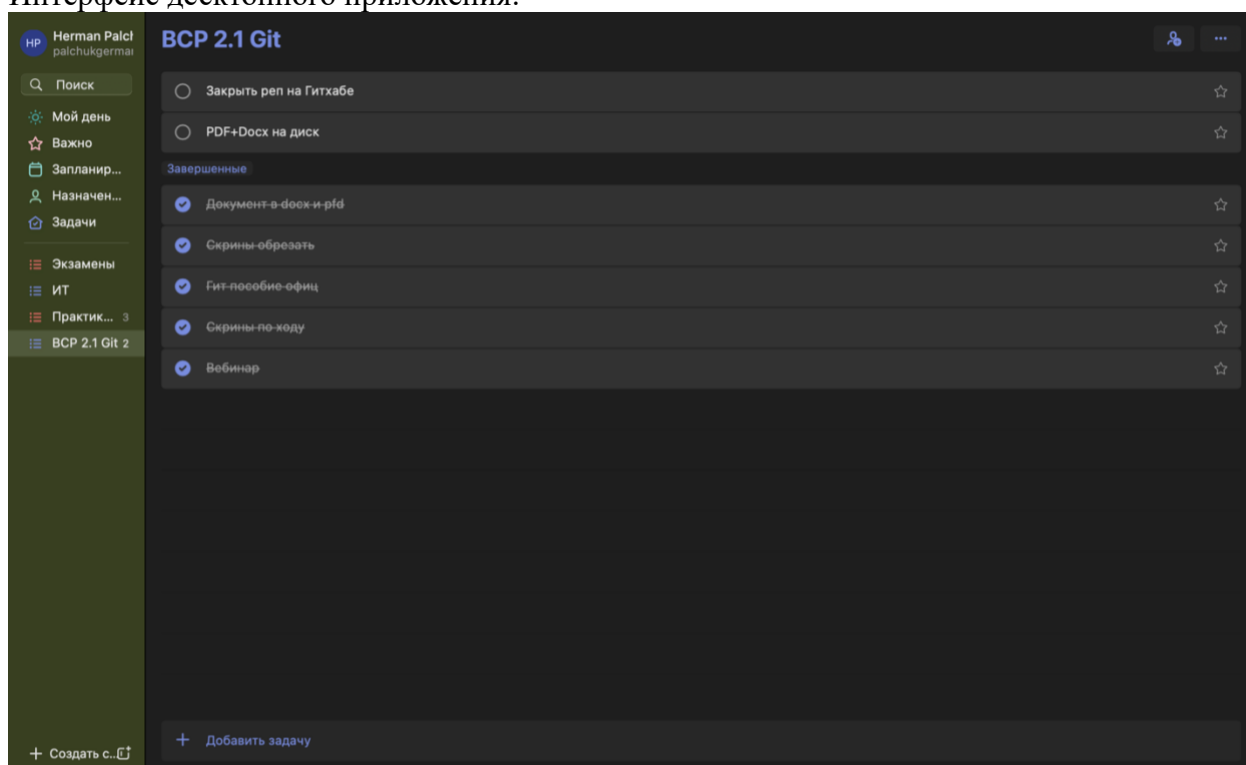 Интерфейс десктопного приложения:
HP
Herman Palcł
palchukgermai
Поиск
Мой день
Важно
Запланир...
Назначен...
Задачи
Экзамены
ИТ
Практик... 3
ВСР 2.1 Git 2
+ Создать с..
ВСР 2.1 Git
...
Закрыть реп на Гитхабе
PDF+Docx на диск
Завершенные
Документ в docx и pfd
Скрины обрезать
Гит пособие офиц
Скрины по ходу
Вебинар
+ Добавить задачу